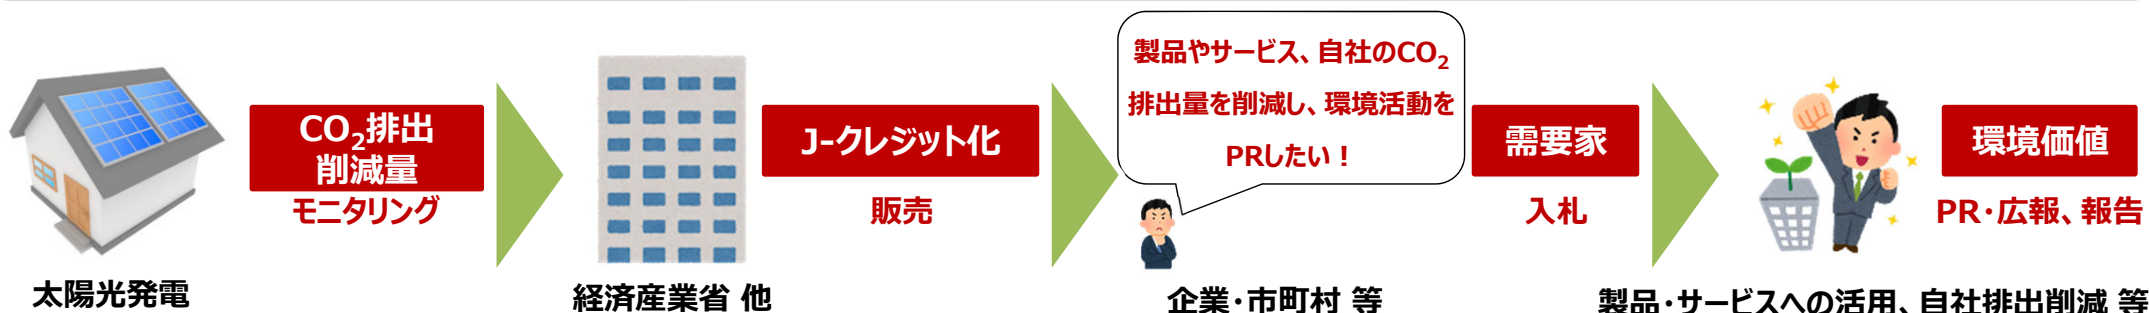 CO₂排出
削減量
モニタリング
太陽光発電
J-クレジット化
販売
経済産業省 他
製品やサービス、自社のCO₂
排出量を削減し、環境活動を
PRしたい！
企業・市町村 等
需要家
入札
環境価値
PR・広報、報告
製品・サービスへの活用、自社排出削減 等